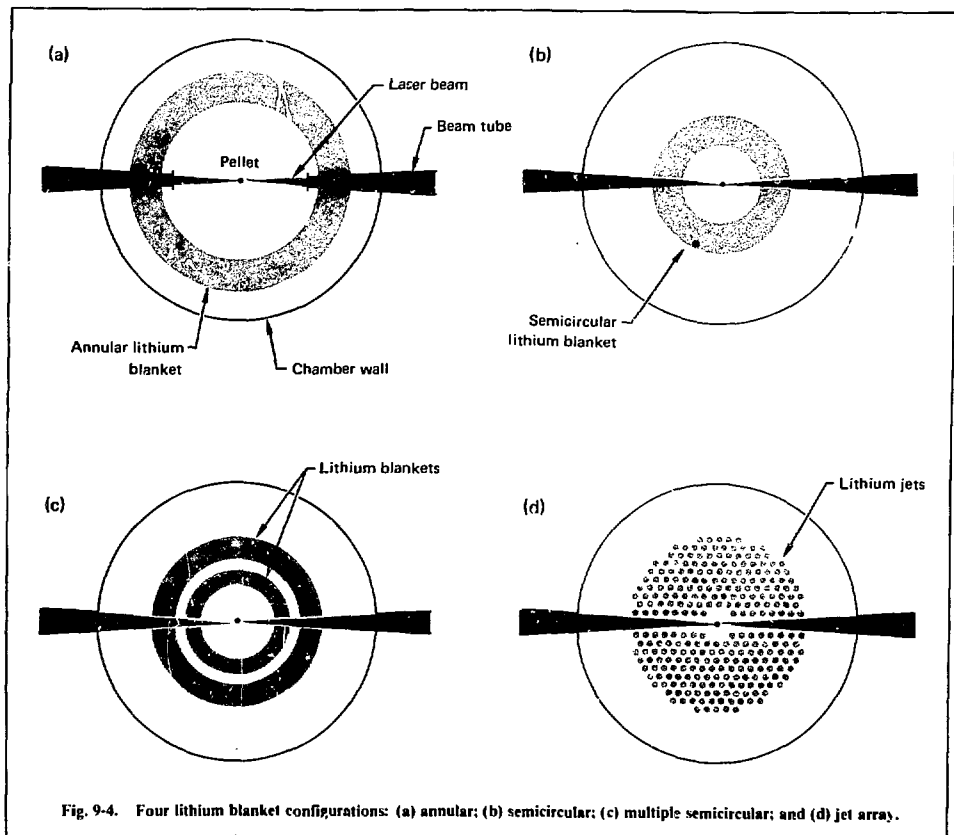 (a)
Laser beam
Beam tube
Pellet
Annular lithium
blanket
Chamber wall
(b)
Semicircular
lithium blanket
(c)
Lithium blankets
(d)
Lithium jets
Fig. 9-4. Four lithium blanket configurations: (a) annular; (b) semicircular; (c) multiple semicircular; and (d) jet array.